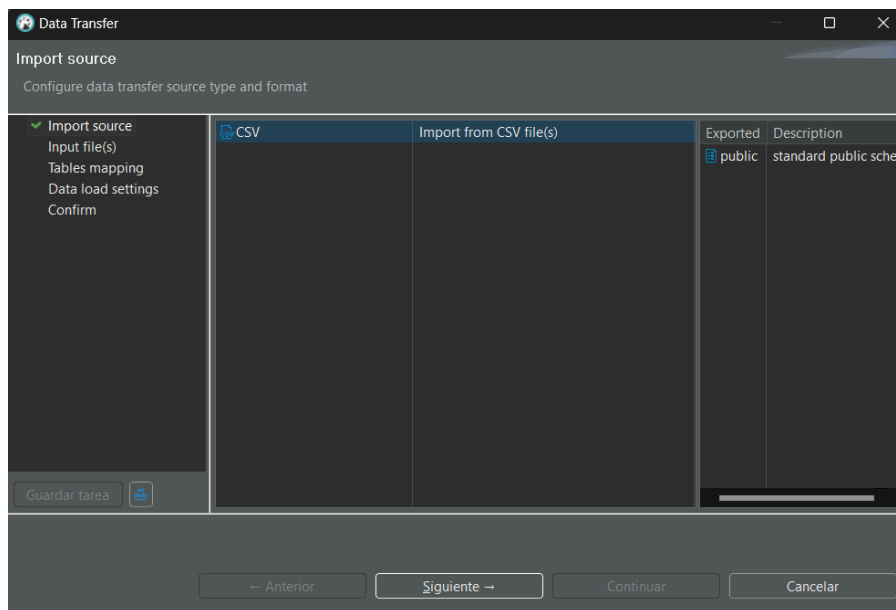 Data Transfer
Import source
Configure data transfer source type and format
Import source
Input file(s)
Tables mapping
Data load settings
Confirm
CSV Import from CSV file(s)
Exported Description
public standard public sche
Guardar tarea
← Anterior Siguiente → Continuar Cancelar